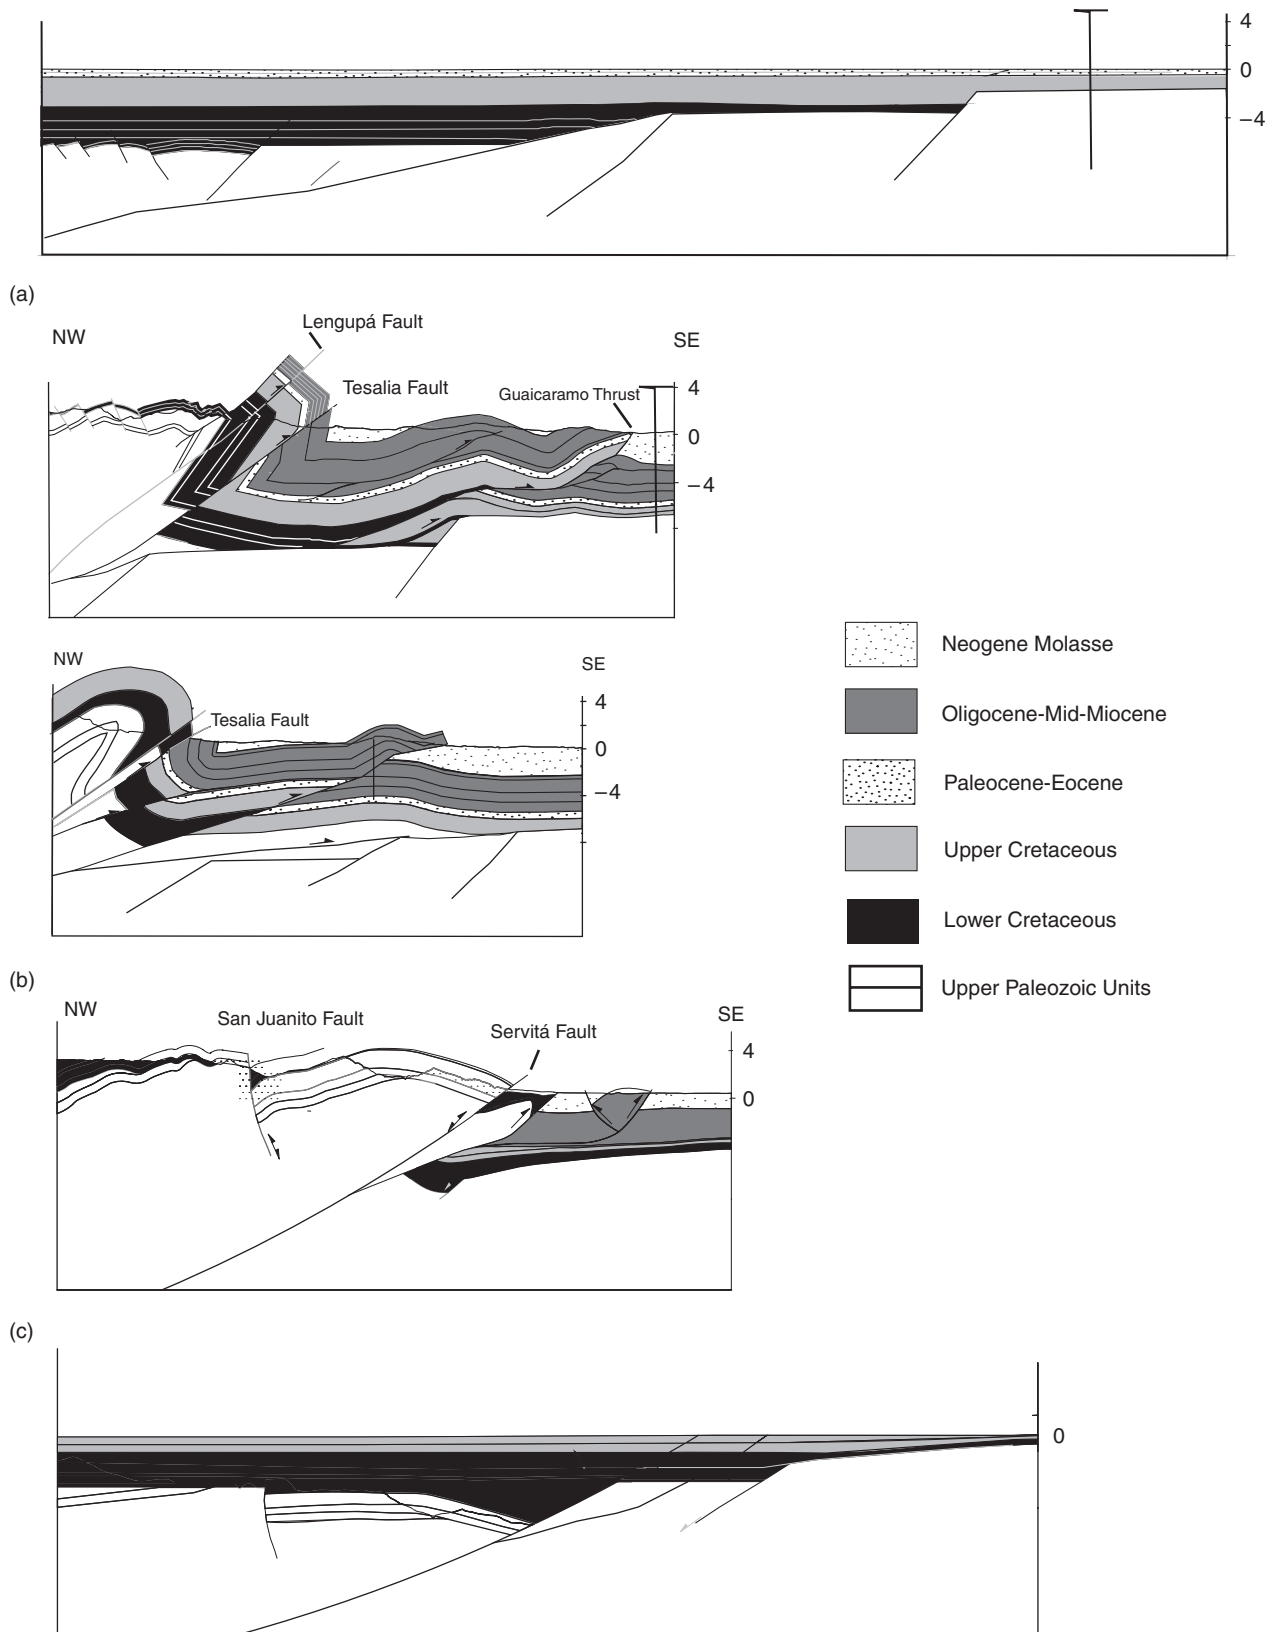 4
0
−4
(a)
NW
Lengupá Fault
SE
Tesalia Fault
Guaicaramo Thrust
4
0
−4
NW
SE
Tesalia Fault
4
0
−4
Neogene Molasse
Oligocene-Mid-Miocene
Paleocene-Eocene
Upper Cretaceous
Lower Cretaceous
Upper Paleozoic Units
(b)
NW
San Juanito Fault
Servitá Fault
SE
4
0
(c)
0